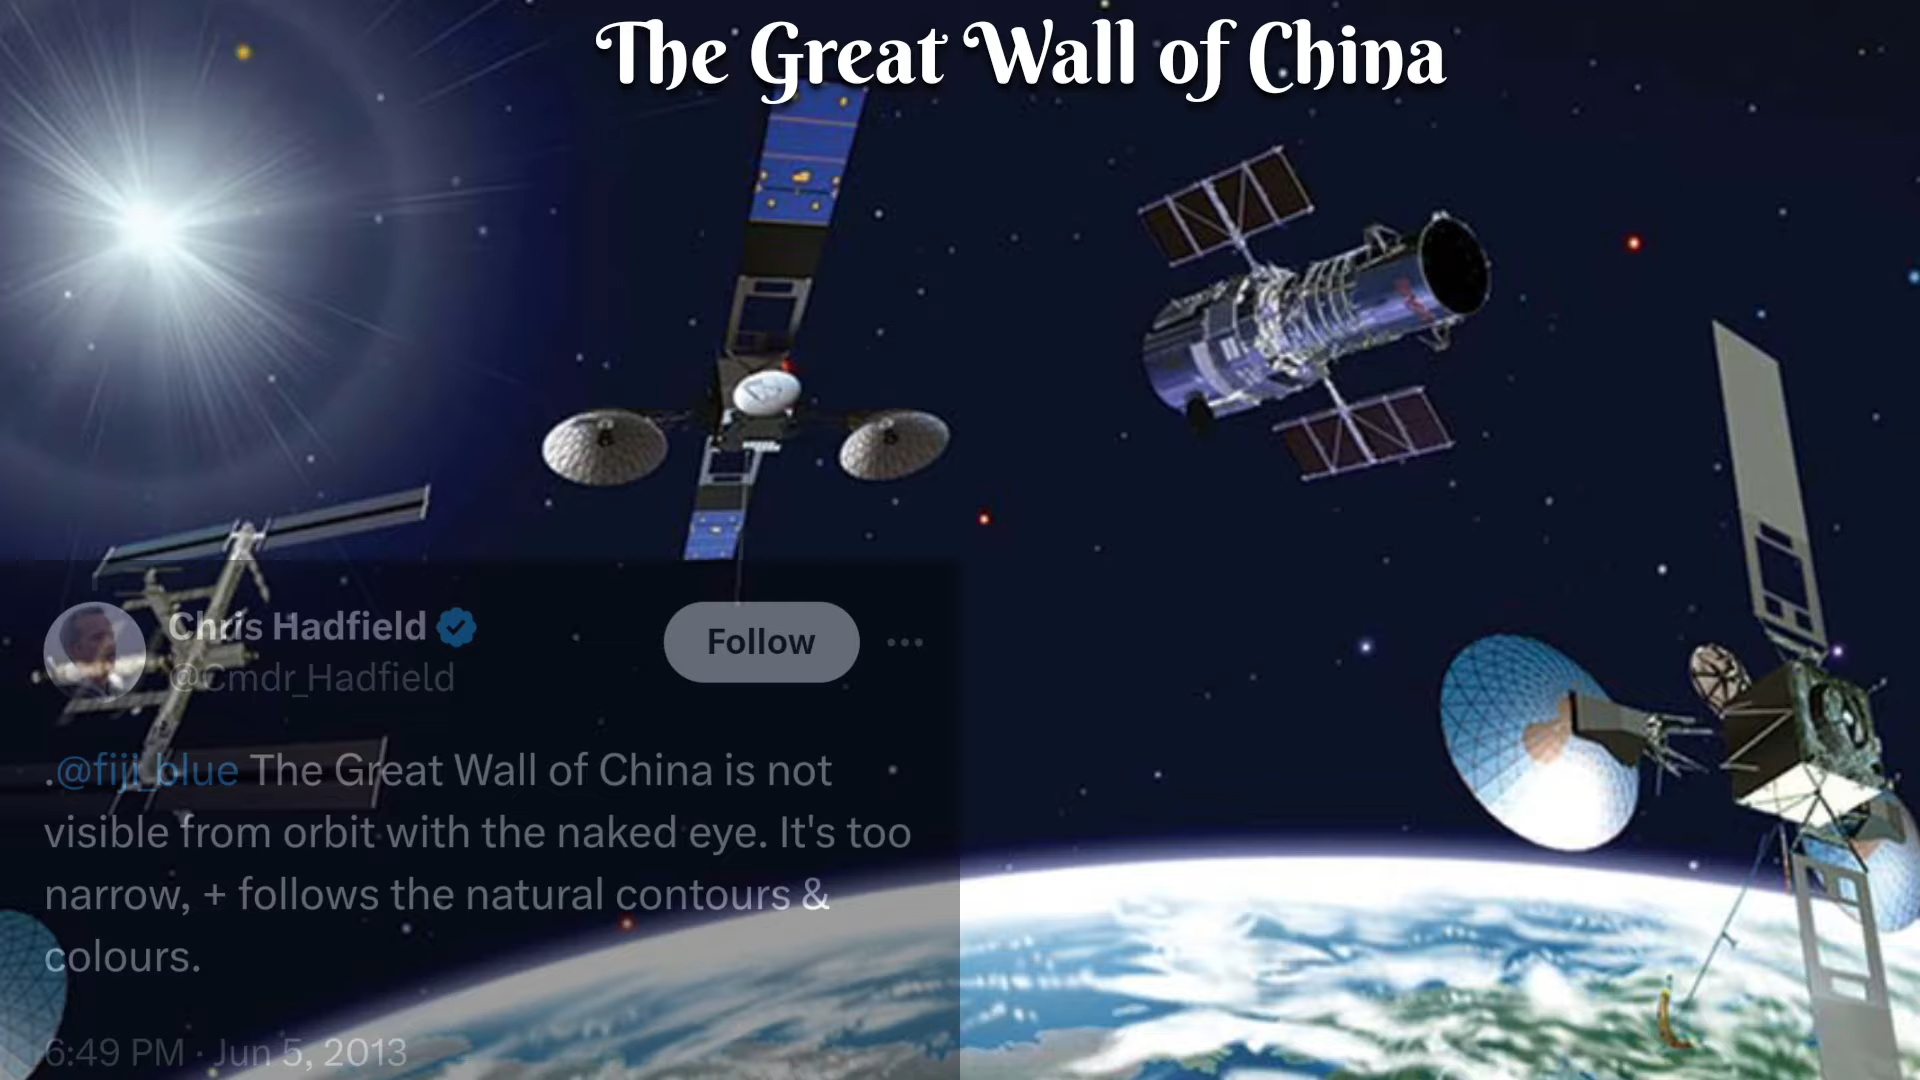 The Great Wall of China
Chris Hadfield
@Cmdr_Hadfield
Follow
.@fiji_blue The Great Wall of China is not
visible from orbit with the naked eye. It's too
narrow, + follows the natural contours &
colours.
6:49 PM · Jun 5, 2013